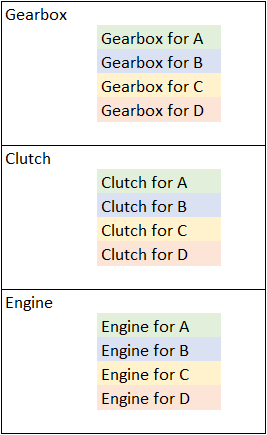 Gearbox
Gearbox for A
Gearbox for B
Gearbox for C
Gearbox for D
Clutch
Clutch for A
Clutch for B
Clutch for C
Clutch for D
Engine
Engine for A
Engine for B
Engine for C
Engine for D